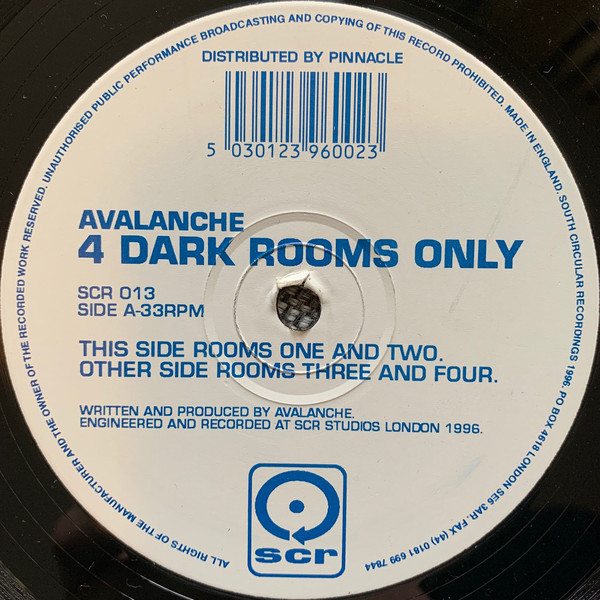 ALL RIGHTS OF THE MANUFACTURER AND THE OWNER OF THE RECORDED WORK RESERVED. UNAUTHORISED PUBLIC PERFORMANCE BROADCASTING AND COPYING OF THIS RECORD PROHIBITED. MADE IN ENGLAND. SOUTH CIRCULAR RECORDINGS 1996. PO BOX 4618 LONDON SE6 3AR. FAX (44) 0181 699 7844
DISTRIBUTED BY PINNACLE
5 030123 960023
AVALANCHE
4 DARK ROOMS ONLY
SCR 013
SIDE A-33RPM
THIS SIDE ROOMS ONE AND TWO.
OTHER SIDE ROOMS THREE AND FOUR.
WRITTEN AND PRODUCED BY AVALANCHE.
ENGINEERED AND RECORDED AT SCR STUDIOS LONDON 1996.
scr